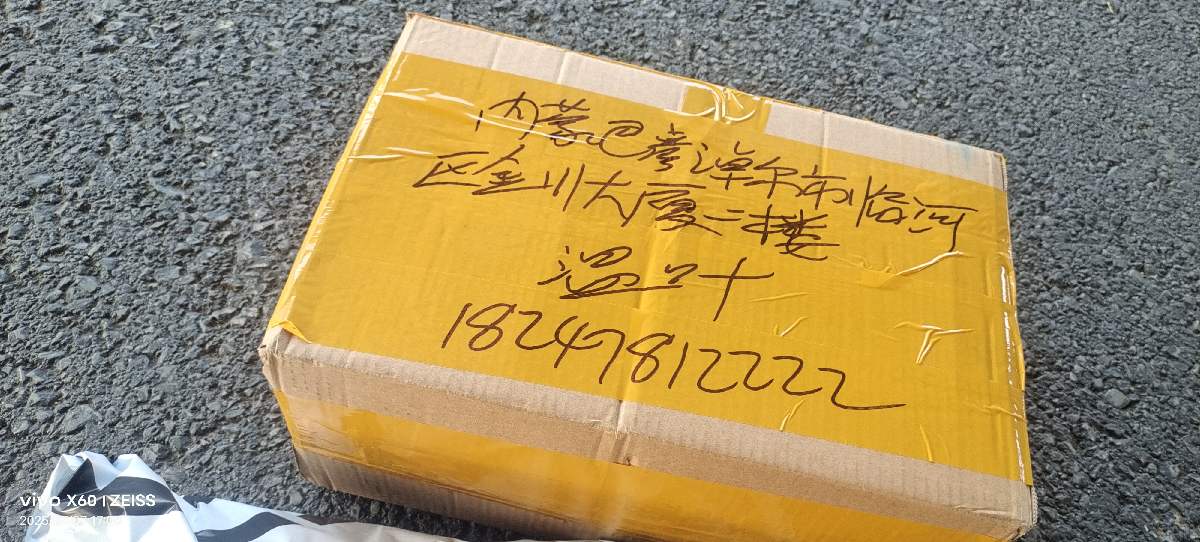 内蒙巴彦淖尔市临河
区金川大厦二楼
温叶
18247812222
vivo X60 | ZEISS
2025